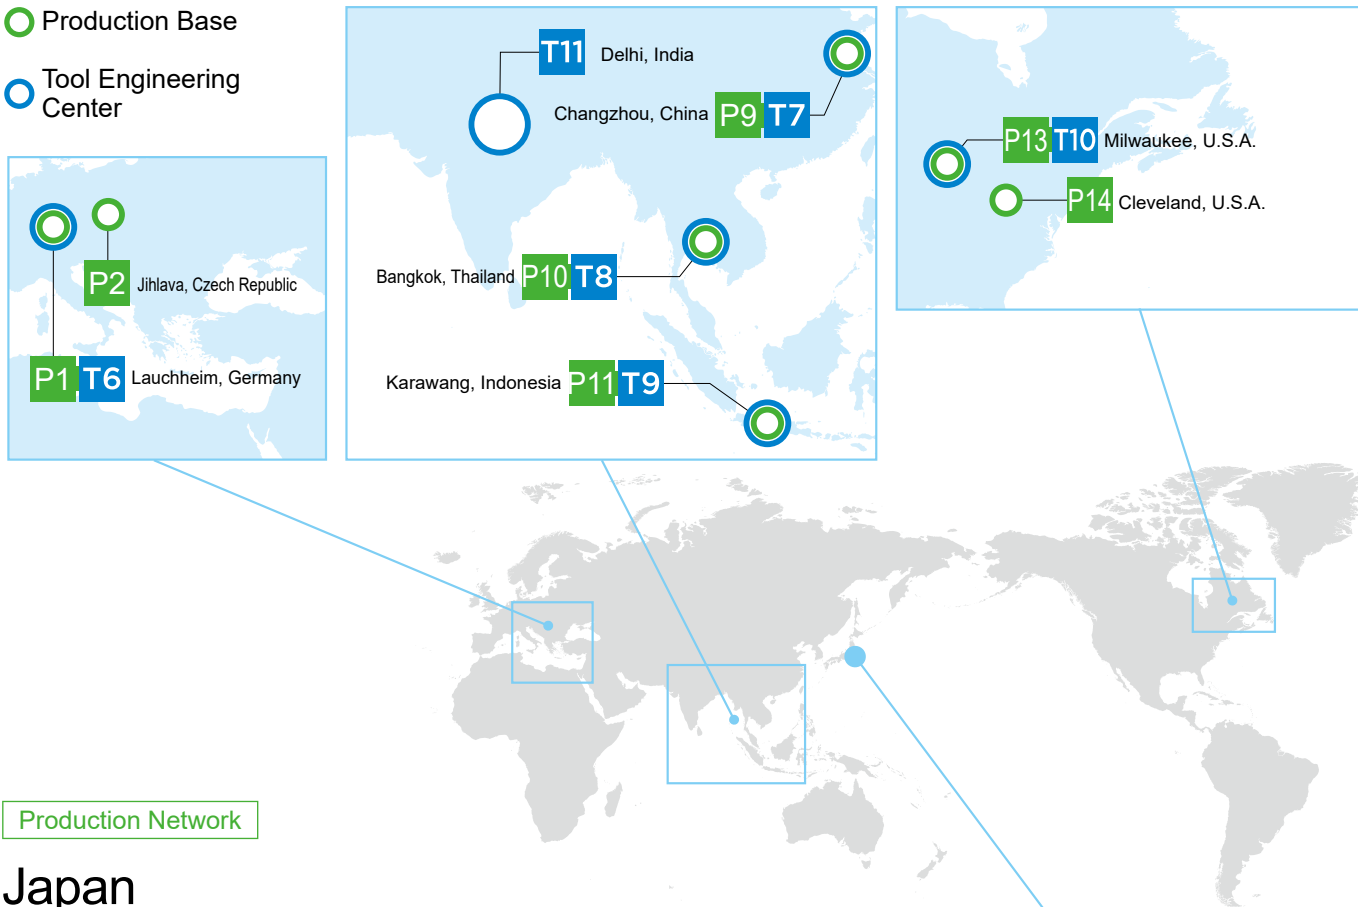 Production Base
Tool Engineering
Center
T11 Delhi, India
Changzhou, China P9 T7
Bangkok, Thailand P10 T8
Karawang, Indonesia P11 T9
P13 T10 Milwaukee, U.S.A.
P14 Cleveland, U.S.A.
P2 Jihlava, Czech Republic
P1 T6 Lauchheim, Germany
Production Network
Japan